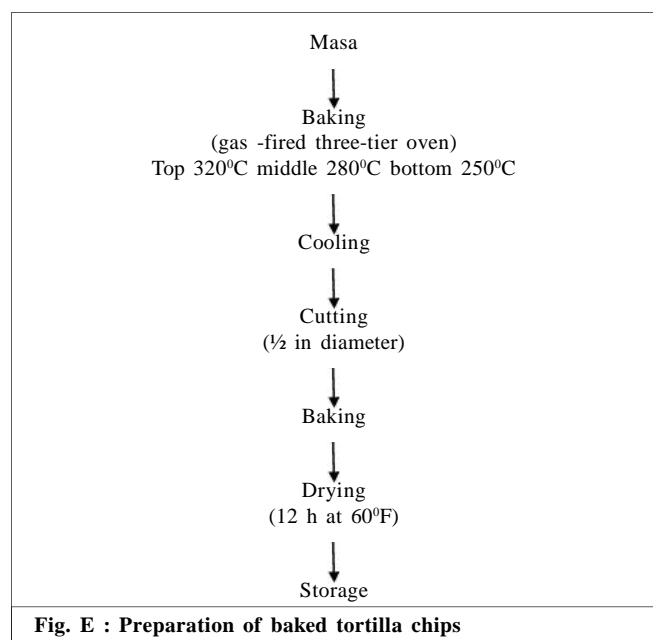 Masa
Baking
(gas -fired three-tier oven)
Top 320⁰C middle 280⁰C bottom 250⁰C
Cooling
Cutting
(½ in diameter)
Baking
Drying
(12 h at 60⁰F)
Storage
Fig. E : Preparation of baked tortilla chips